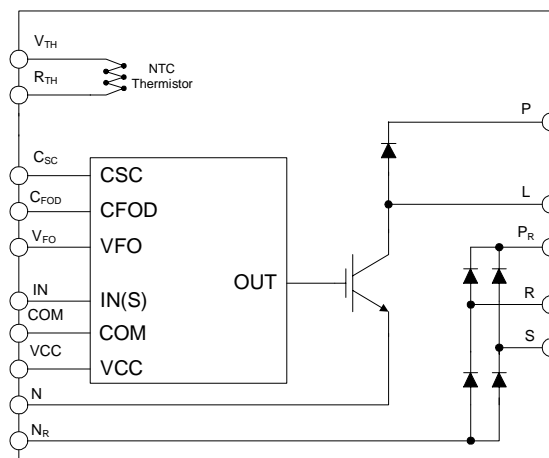 VTH
RTH
NTC
Thermistor
P
CSC
CSC
CFOD
CFOD
L
VFO
VFO
PR
OUT
IN
IN(S)
R
COM
COM
S
VCC
VCC
N
NR